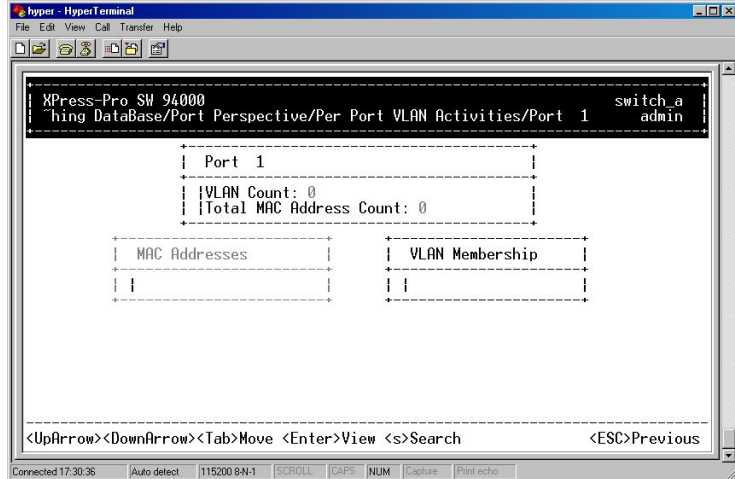 hyper - HyperTerminal
File Edit View Call Transfer Help
XPress-Pro SW 94000 switch_a
~hing DataBase/Port Perspective/Per Port VLAN Activities/Port 1 admin
Port 1
VLAN Count: 0
Total MAC Address Count: 0
MAC Addresses VLAN Membership
<UpArrow><DownArrow><Tab>Move <Enter>View <s>Search <ESC>Previous
Connected 17:30:36 Auto detect 115200 8-N-1 SCROLL CAPS NUM Capture Print echo